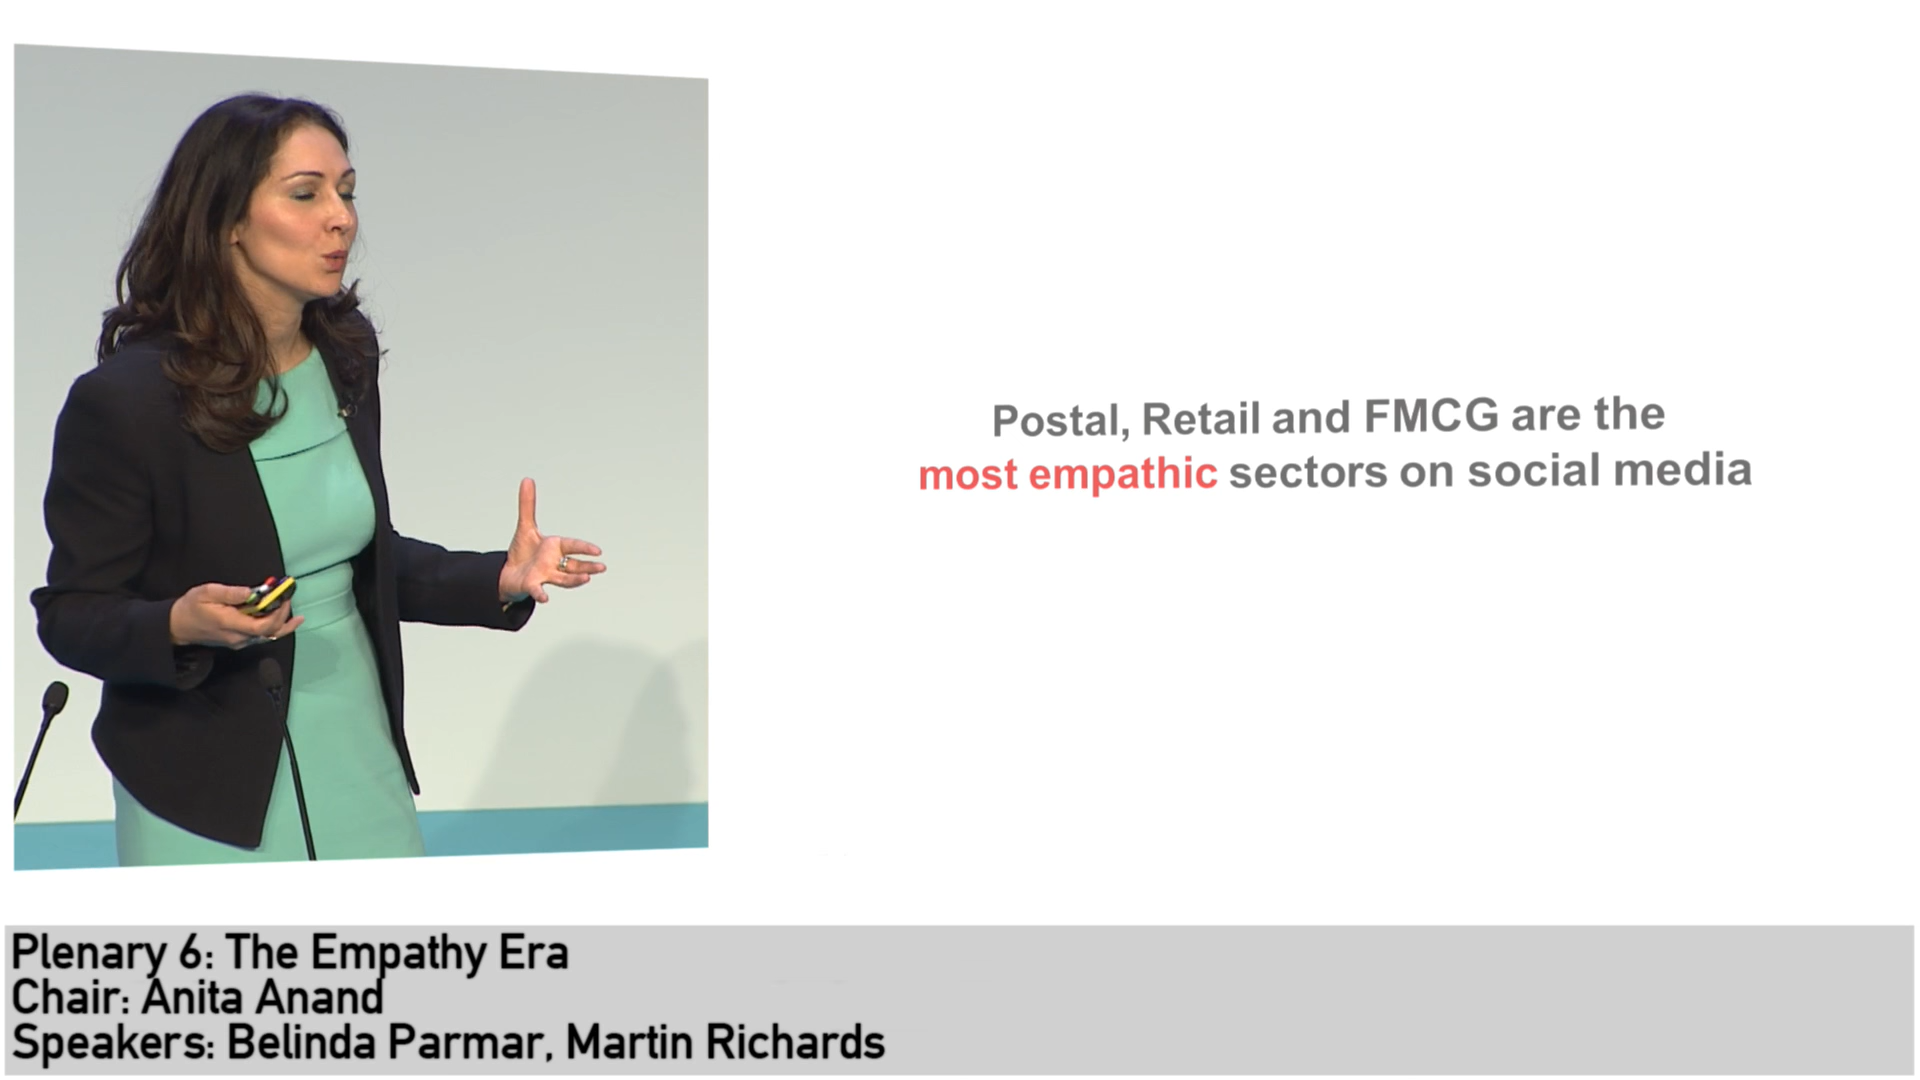 Postal, Retail and FMCG are the
most empathic sectors on social media
Plenary 6: The Empathy Era
Chair: Anita Anand
Speakers: Belinda Parmar, Martin Richards